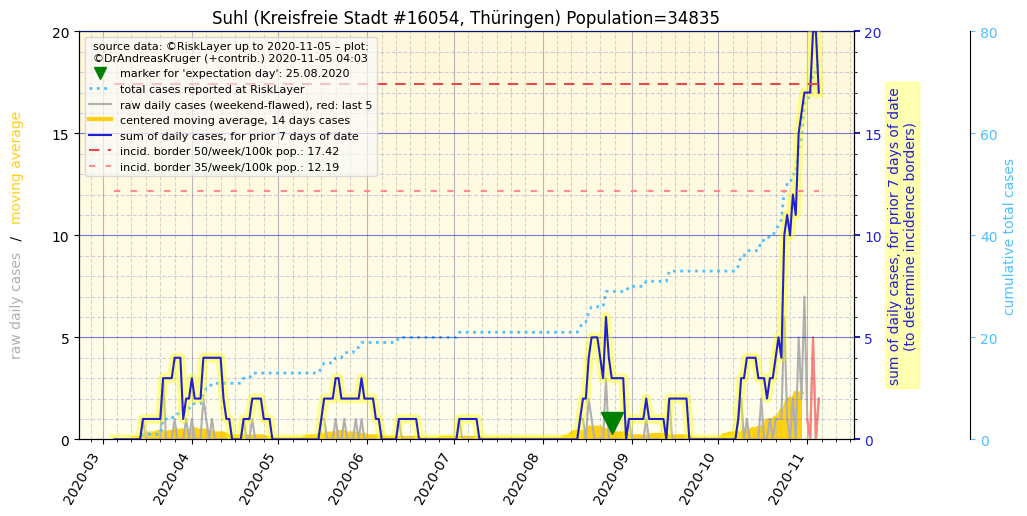 Suhl (Kreisfreie Stadt #16054, Thüringen) Population=34835
source data: ©RiskLayer up to 2020-11-05 – plot:
©DrAndreasKruger (+contrib.) 2020-11-05 04:03
marker for 'expectation day': 25.08.2020
total cases reported at RiskLayer
raw daily cases (weekend-flawed), red: last 5
centered moving average, 14 days cases
sum of daily cases, for prior 7 days of date
incid. border 50/week/100k pop.: 17.42
incid. border 35/week/100k pop.: 12.19
raw daily cases / moving average
20
15
10
5
0
2020-03
2020-04
2020-05
2020-06
2020-07
2020-08
2020-09
2020-10
2020-11
20
15
10
5
0
sum of daily cases, for prior 7 days of date
(to determine incidence borders)
80
60
40
20
0
cumulative total cases